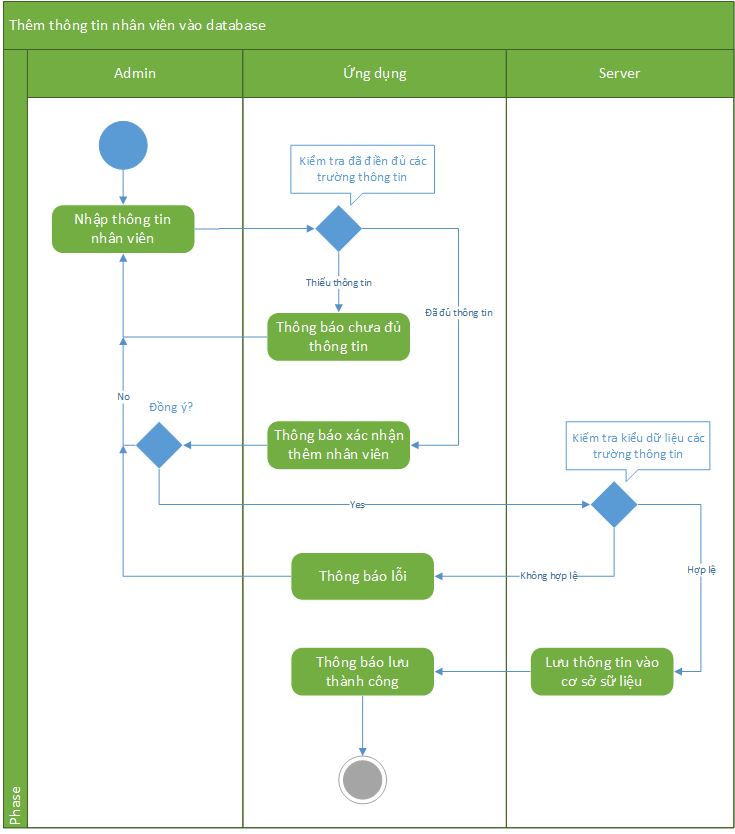 Thêm thông tin nhân viên vào database
Admin
Ứng dụng
Server
Kiểm tra đã điền đủ các
trường thông tin
Nhập thông tin
nhân viên
Thiếu thông tin
Đã đủ thông tin
Thông báo chưa đủ
thông tin
No
Đồng ý?
Thông báo xác nhận
thêm nhân viên
Kiểm tra kiểu dữ liệu các
trường thông tin
Yes
Thông báo lỗi
Không hợp lệ
Hợp lệ
Thông báo lưu
thành công
Lưu thông tin vào
cơ sở sữ liệu
Phase